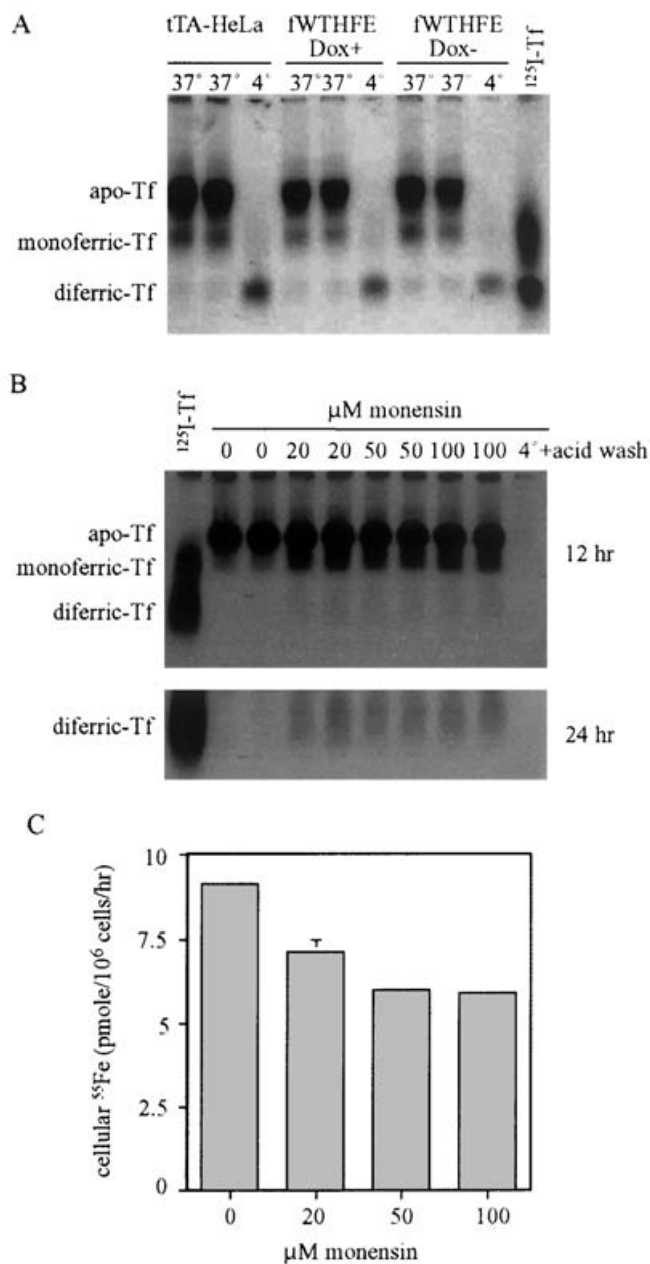 A
tTA-HeLa fWTHFE fWTHFE
Dox+ Dox-
¹²⁵I-Tf
37° 37° 4° 37° 37° 4° 37° 37° 4°
apo-Tf
monoferric-Tf
diferric-Tf
B
¹²⁵I-Tf
µM monensin
0 0 20 20 50 50 100 100 4°+acid wash
apo-Tf
monoferric-Tf
diferric-Tf
12 hr
diferric-Tf
24 hr
C
cellular ⁵⁵Fe (pmole/10⁶ cells/hr)
10
7.5
5
2.5
0
0 20 50 100
µM monensin